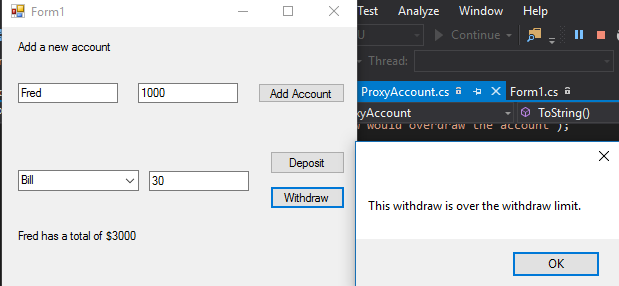 Form1
Test Analyze Window Help
Continue
Thread:
Add a new account
Fred 1000 Add Account
ProxyAccount.cs Form1.cs
xyAccount ToString()
would overdraw the account");
Deposit
Bill 30
Withdraw
This withdraw is over the withdraw limit.
Fred has a total of $3000
OK